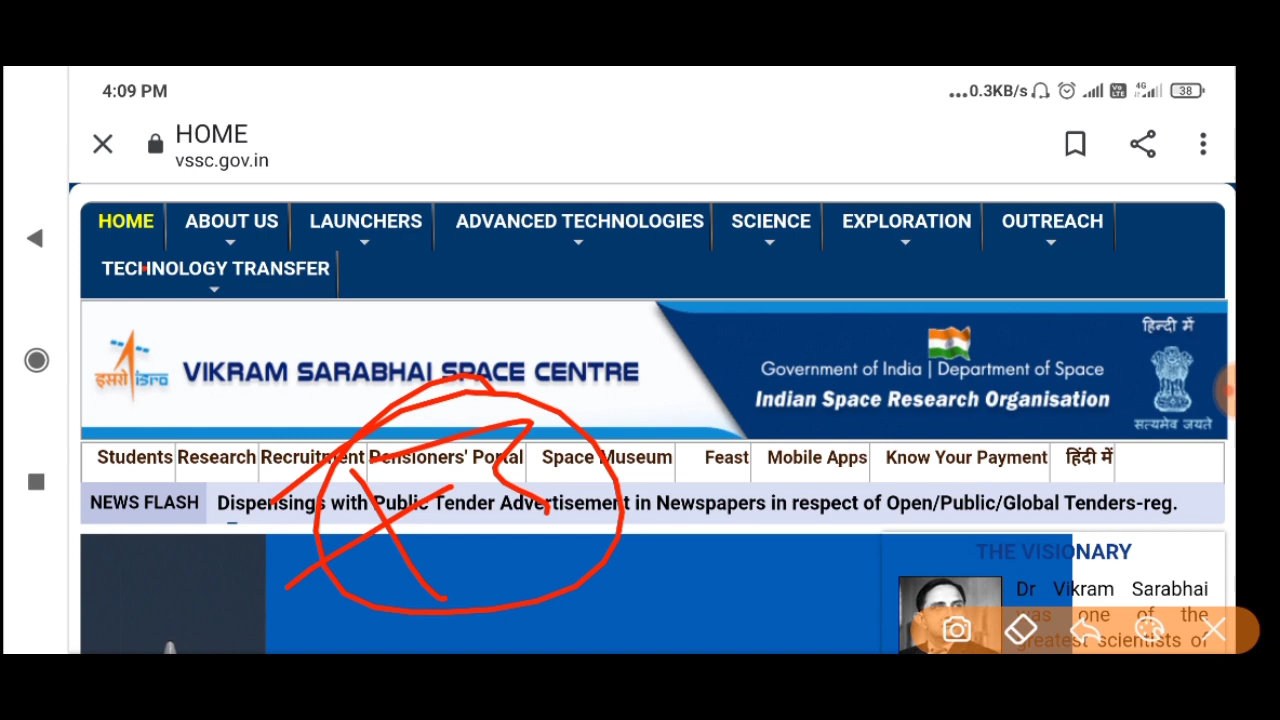 4:09 PM
...0.3KB/s
Vo LTE
4G
38
HOME
vssc.gov.in
HOME ABOUT US LAUNCHERS ADVANCED TECHNOLOGIES SCIENCE EXPLORATION OUTREACH
TECHNOLOGY TRANSFER
हिन्दी में
इसरो isro
VIKRAM SARABHAI SPACE CENTRE
Government of India | Department of Space
Indian Space Research Organisation
सत्यमेव जयते
Students Research Recruitment Pensioners' Portal Space Museum Feast Mobile Apps Know Your Payment हिंदी में
NEWS FLASH Dispensings with Public Tender Advertisement in Newspapers in respect of Open/Public/Global Tenders-reg.
THE VISIONARY
Dr Vikram Sarabhai
was one of the
greatest scientists of